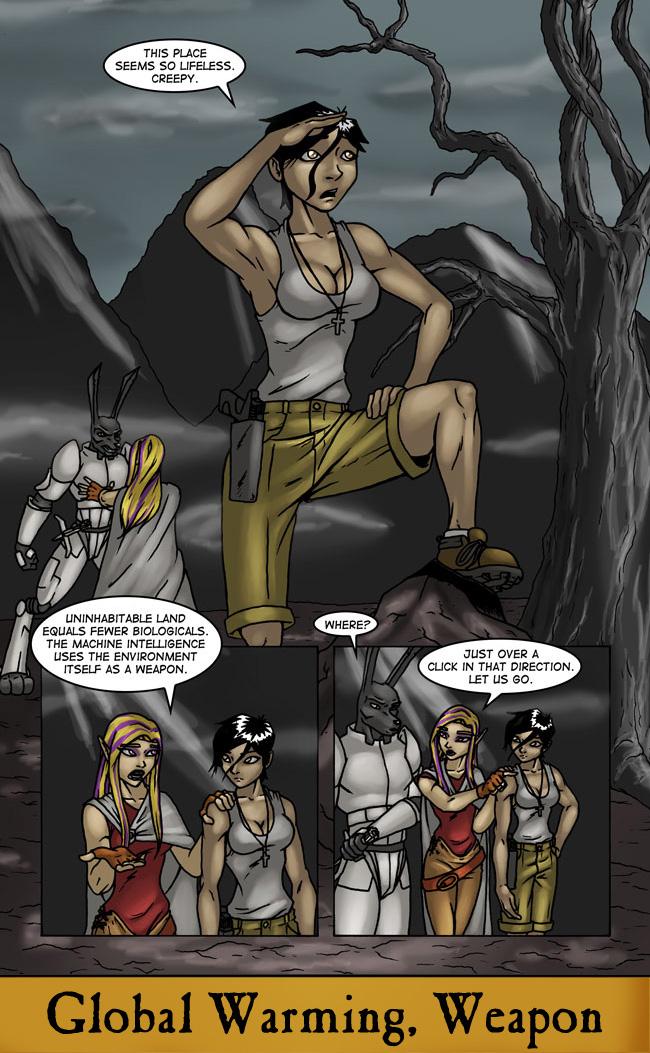 THIS PLACE
SEEMS SO LIFELESS.
CREEPY.
UNINHABITABLE LAND
EQUALS FEWER BIOLOGICALS.
THE MACHINE INTELLIGENCE
USES THE ENVIRONMENT
ITSELF AS A WEAPON.
WHERE?
JUST OVER A
CLICK IN THAT DIRECTION.
LET US GO.
Global Warming, Weapon